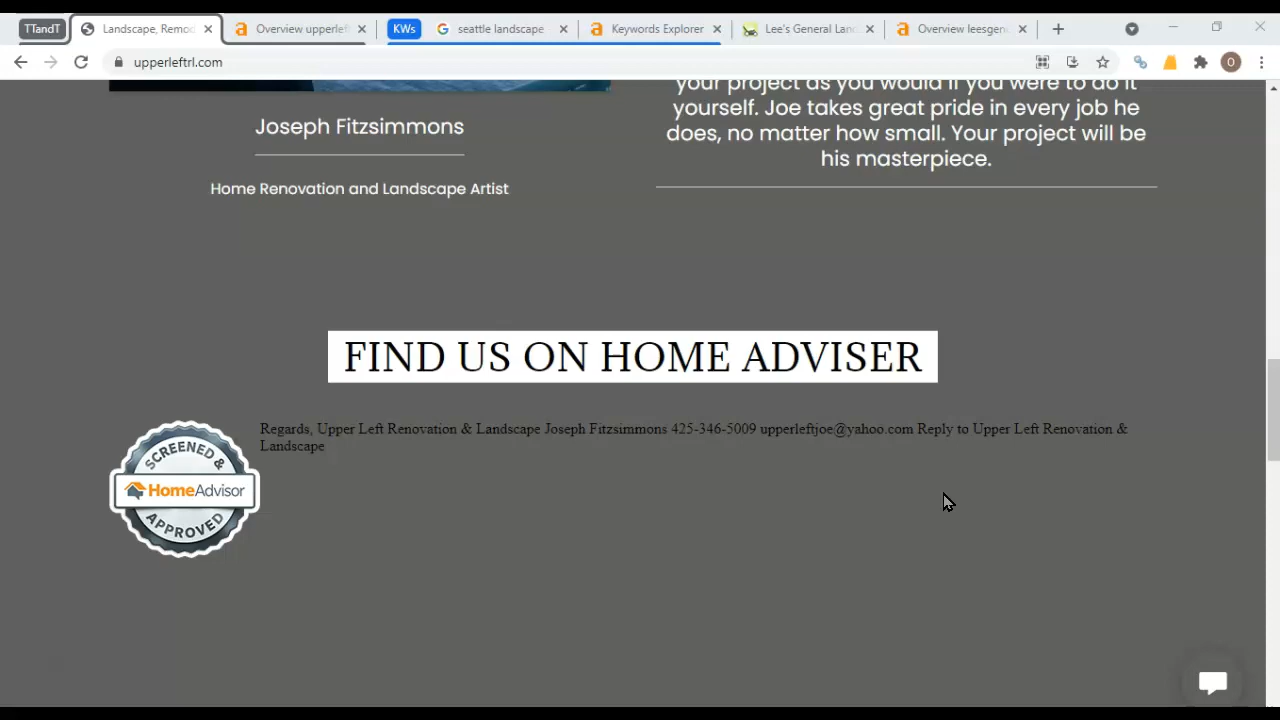 TTandT
Landscape, Remod
Overview upperleft
KWs
seattle landscape
Keywords Explorer
Lee's General Land
Overview leesgen
upperleftrl.com
O
your project as you would if you were to do it
yourself. Joe takes great pride in every job he
does, no matter how small. Your project will be
his masterpiece.
Joseph Fitzsimmons
Home Renovation and Landscape Artist
FIND US ON HOME ADVISER
Regards, Upper Left Renovation & Landscape Joseph Fitzsimmons 425-346-5009 upperleftjoe@yahoo.com Reply to Upper Left Renovation &
Landscape
SCREENED &
HomeAdvisor
APPROVED